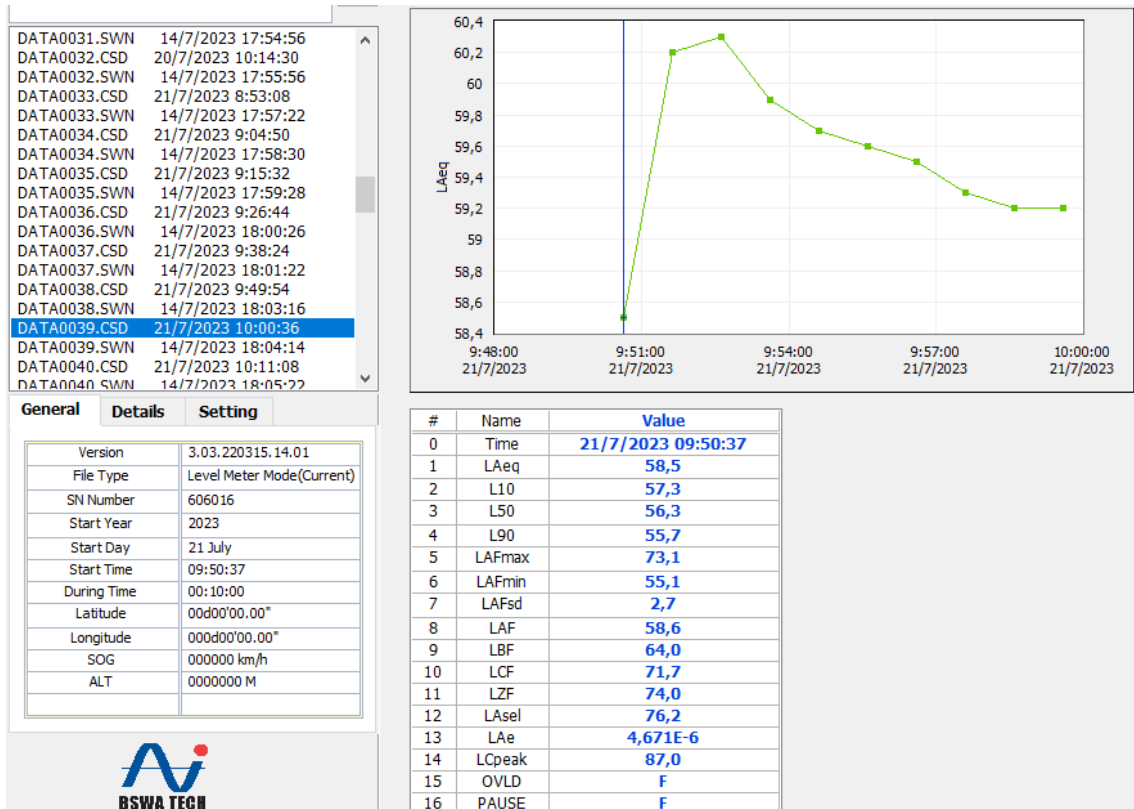 DATA0031.SWN 14/7/2023 17:54:56
DATA0032.CSD 20/7/2023 10:14:30
DATA0032.SWN 14/7/2023 17:55:56
DATA0033.CSD 21/7/2023 8:53:08
DATA0033.SWN 14/7/2023 17:57:22
DATA0034.CSD 21/7/2023 9:04:50
DATA0034.SWN 14/7/2023 17:58:30
DATA0035.CSD 21/7/2023 9:15:32
DATA0035.SWN 14/7/2023 17:59:28
DATA0036.CSD 21/7/2023 9:26:44
DATA0036.SWN 14/7/2023 18:00:26
DATA0037.CSD 21/7/2023 9:38:24
DATA0037.SWN 14/7/2023 18:01:22
DATA0038.CSD 21/7/2023 9:49:54
DATA0038.SWN 14/7/2023 18:03:16
DATA0039.CSD 21/7/2023 10:00:36
DATA0039.SWN 14/7/2023 18:04:14
DATA0040.CSD 21/7/2023 10:11:08
DATA0040.SWN 14/7/2023 18:05:22
60,4
60,2
60
59,8
59,6
59,4
59,2
59
58,8
58,6
58,4
LAeq
9:48:00 9:51:00 9:54:00 9:57:00 10:00:00
21/7/2023 21/7/2023 21/7/2023 21/7/2023 21/7/2023
General Details Setting
Version 3.03.220315.14.01
File Type Level Meter Mode(Current)
SN Number 606016
Start Year 2023
Start Day 21 July
Start Time 09:50:37
During Time 00:10:00
Latitude 00d00'00.00"
Longitude 000d00'00.00"
SOG 000000 km/h
ALT 0000000 M
BSWA TECH
# Name Value
0 Time 21/7/2023 09:50:37
1 LAeq 58,5
2 L10 57,3
3 L50 56,3
4 L90 55,7
5 LAFmax 73,1
6 LAFmin 55,1
7 LAFsd 2,7
8 LAF 58,6
9 LBF 64,0
10 LCF 71,7
11 LZF 74,0
12 LAsel 76,2
13 LAe 4,671E-6
14 LCpeak 87,0
15 OVLD F
16 PAUSE F